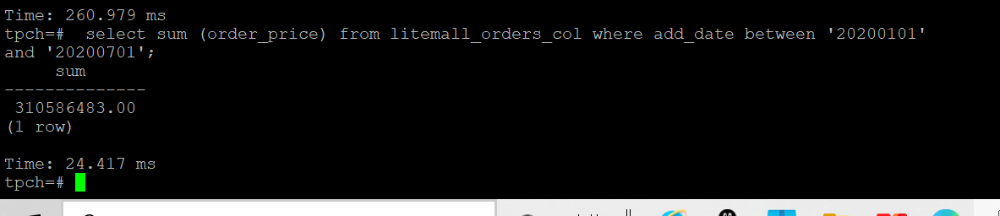 Time: 260.979 ms
tpch=#  select sum (order_price) from litemall_orders_col where add_date between '20200101'
and '20200701';
     sum
--------------
 310586483.00
(1 row)

Time: 24.417 ms
tpch=#